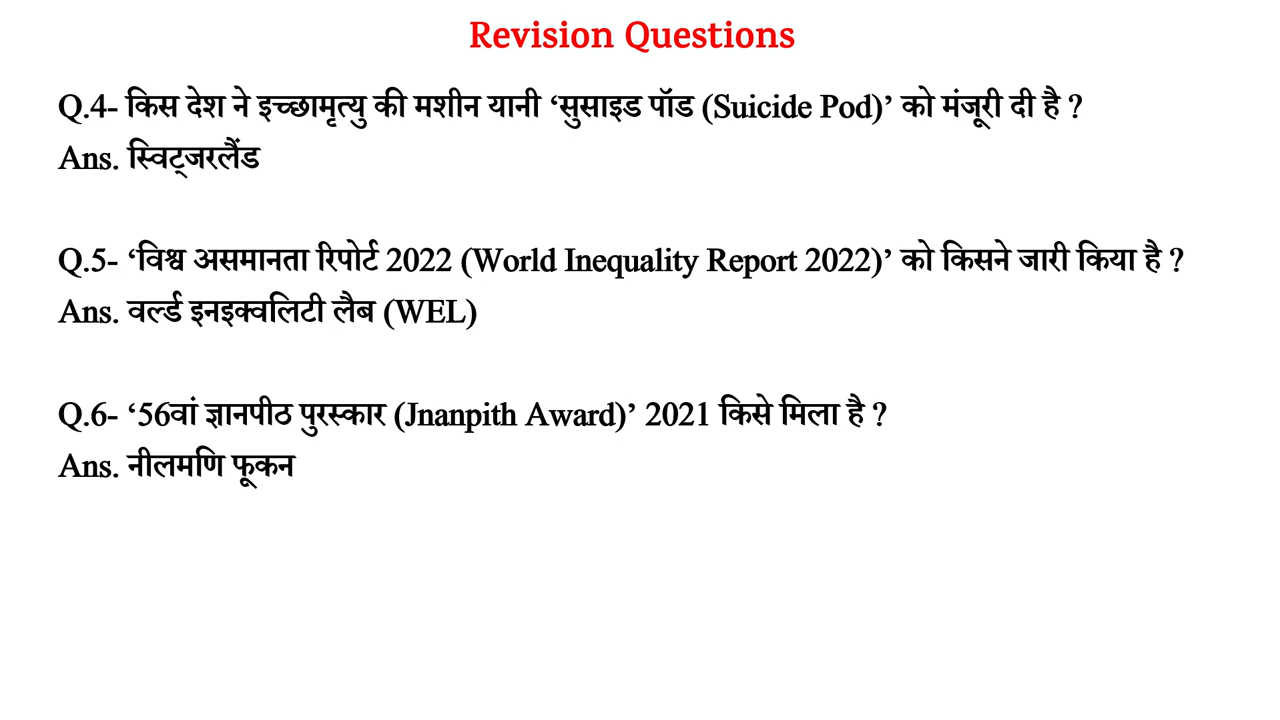 Revision Questions
Q.4- किस देश ने इच्छामृत्यु की मशीन यानी ‘सुसाइड पॉड (Suicide Pod)’ को मंजूरी दी है ?
Ans. स्विट्जरलैंड
Q.5- ‘विश्व असमानता रिपोर्ट 2022 (World Inequality Report 2022)’ को किसने जारी किया है ?
Ans. वर्ल्ड इनइक्वलिटी लैब (WEL)
Q.6- ‘56वां ज्ञानपीठ पुरस्कार (Jnanpith Award)’ 2021 किसे मिला है ?
Ans. नीलमणि फूकन